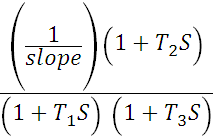 (1/slope)(1 + T₂S)
(1 + T₁S) (1 + T₃S)